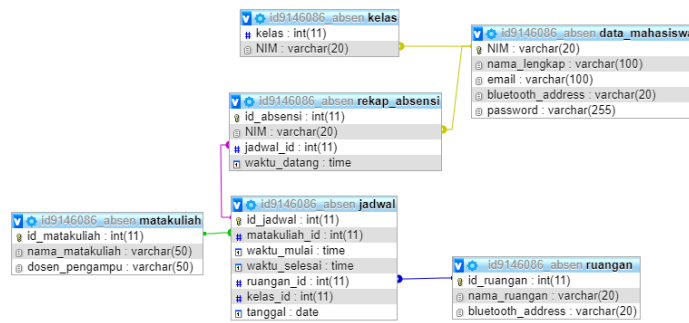 id9146086_absen kelas
kelas : int(11)
NIM : varchar(20)
id9146086_absen data_mahasiswa
NIM : varchar(20)
nama_lengkap : varchar(100)
email : varchar(100)
bluetooth_address : varchar(20)
password : varchar(255)
id9146086_absen rekap_absensi
id_absensi : int(11)
NIM : varchar(20)
jadwal_id : int(11)
waktu_datang : time
id9146086_absen matakuliah
id_matakuliah : int(11)
nama_matakuliah : varchar(50)
dosen_pengampu : varchar(50)
id9146086_absen jadwal
id_jadwal : int(11)
matakuliah_id : int(11)
waktu_mulai : time
waktu_selesai : time
ruangan_id : int(11)
kelas_id : int(11)
tanggal : date
id9146086_absen ruangan
id_ruangan : int(11)
nama_ruangan : varchar(20)
bluetooth_address : varchar(20)